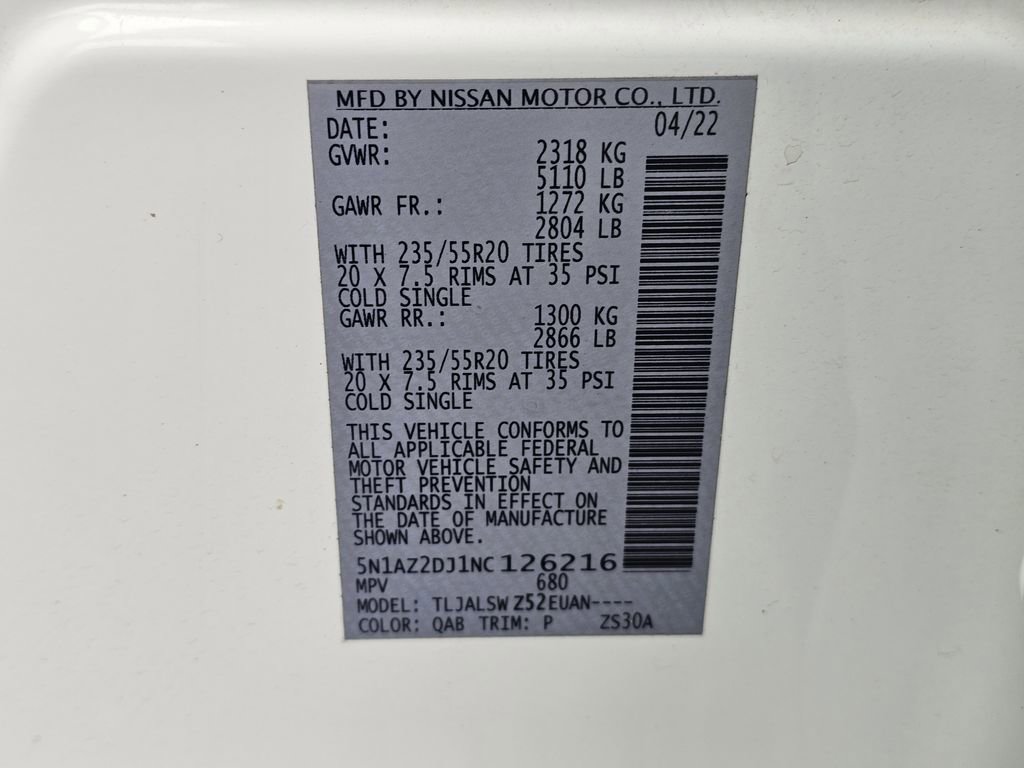 MFD BY NISSAN MOTOR CO., LTD.
DATE: 04/22
GVWR: 2318 KG
5110 LB
GAWR FR.: 1272 KG
2804 LB
WITH 235/55R20 TIRES
20 X 7.5 RIMS AT 35 PSI
COLD SINGLE
GAWR RR.: 1300 KG
2866 LB
WITH 235/55R20 TIRES
20 X 7.5 RIMS AT 35 PSI
COLD SINGLE
THIS VEHICLE CONFORMS TO
ALL APPLICABLE FEDERAL
MOTOR VEHICLE SAFETY AND
THEFT PREVENTION
STANDARDS IN EFFECT ON
THE DATE OF MANUFACTURE
SHOWN ABOVE.
5N1AZ2DJ1NC126216
MPV 680
MODEL: TLJALSW Z52EUAN----
COLOR: QAB TRIM: P ZS30A